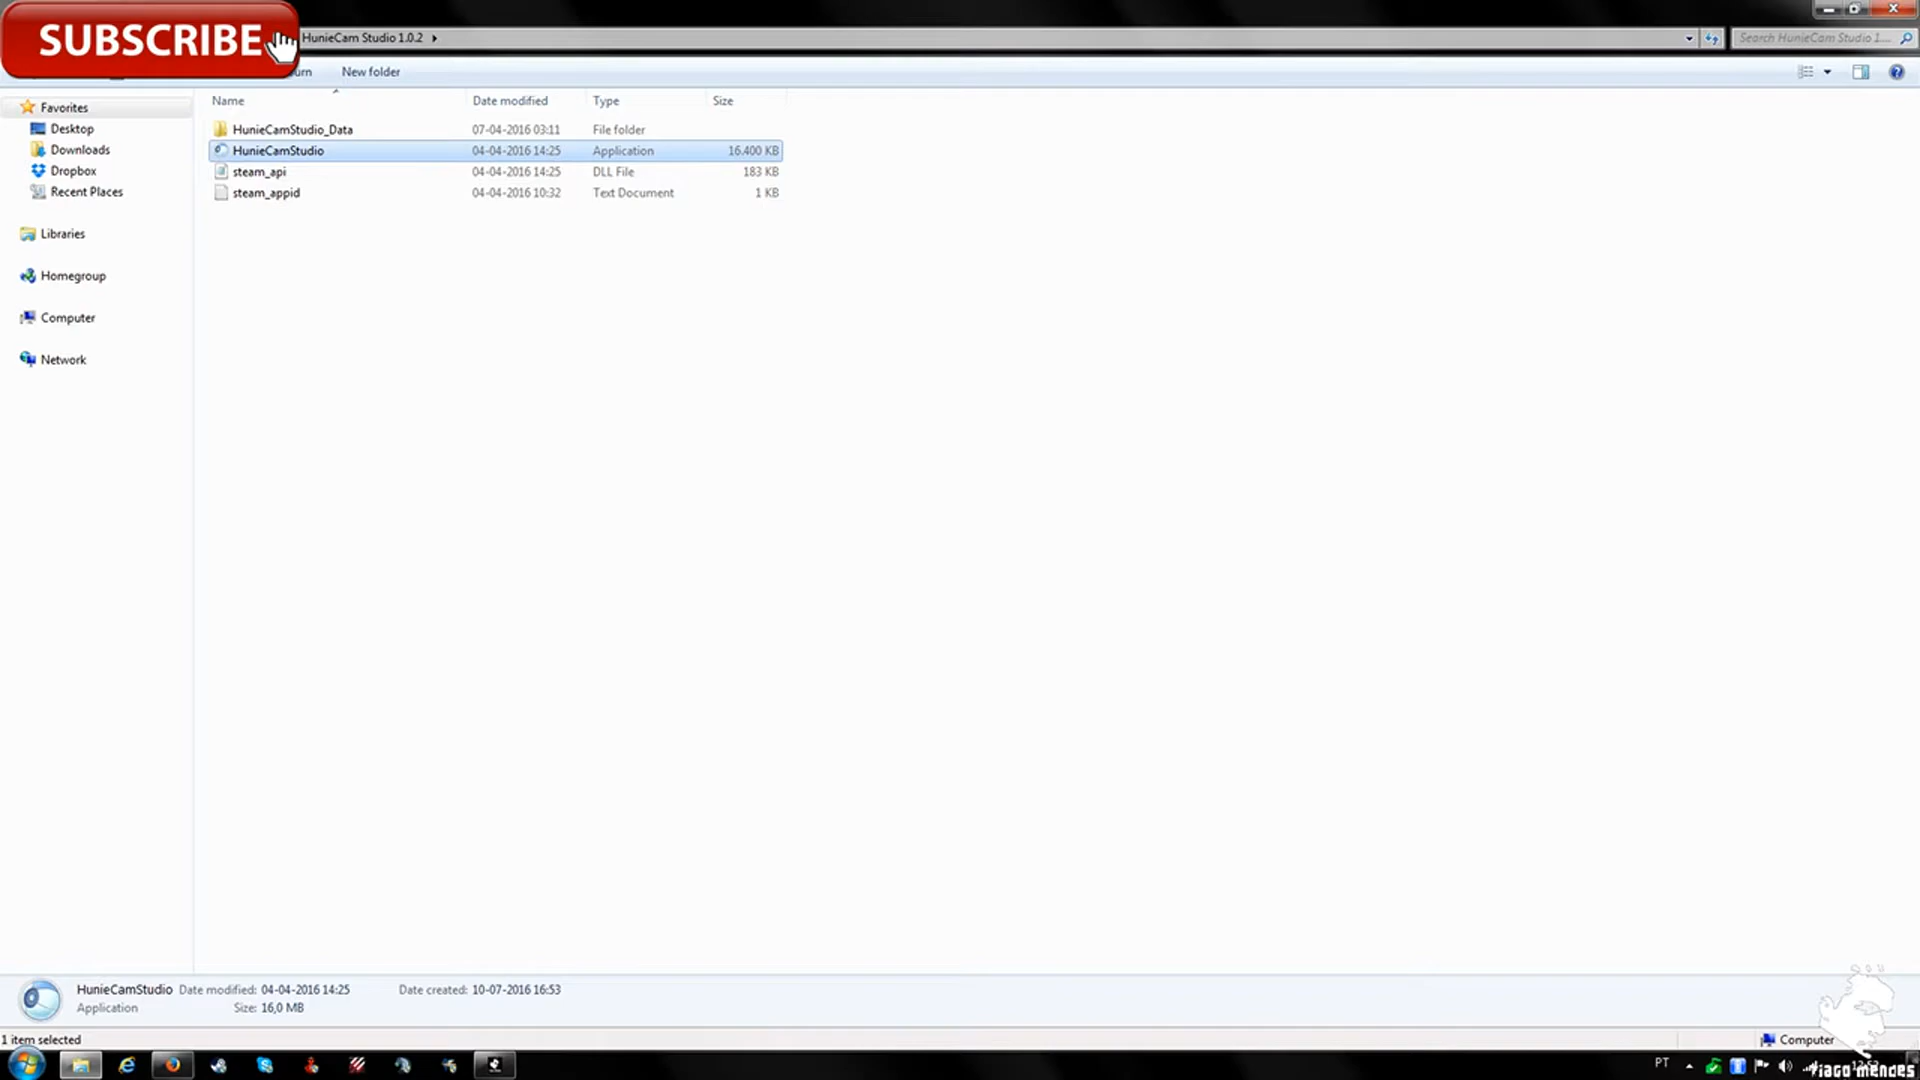 SUBSCRIBE
HunieCam Studio 1.0.2
Search HunieCam Studio 1....
New folder
Name Date modified Type Size
HunieCamStudio_Data 07-04-2016 03:11 File folder
HunieCamStudio 04-04-2016 14:25 Application 16.400 KB
steam_api 04-04-2016 14:25 DLL File 183 KB
steam_appid 04-04-2016 10:32 Text Document 1 KB
Favorites
Desktop
Downloads
Dropbox
Recent Places
Libraries
Homegroup
Computer
Network
HunieCamStudio Date modified: 04-04-2016 14:25 Date created: 10-07-2016 16:53
Application Size: 16,0 MB
1 item selected
Computer
PT
Tiago Mendes